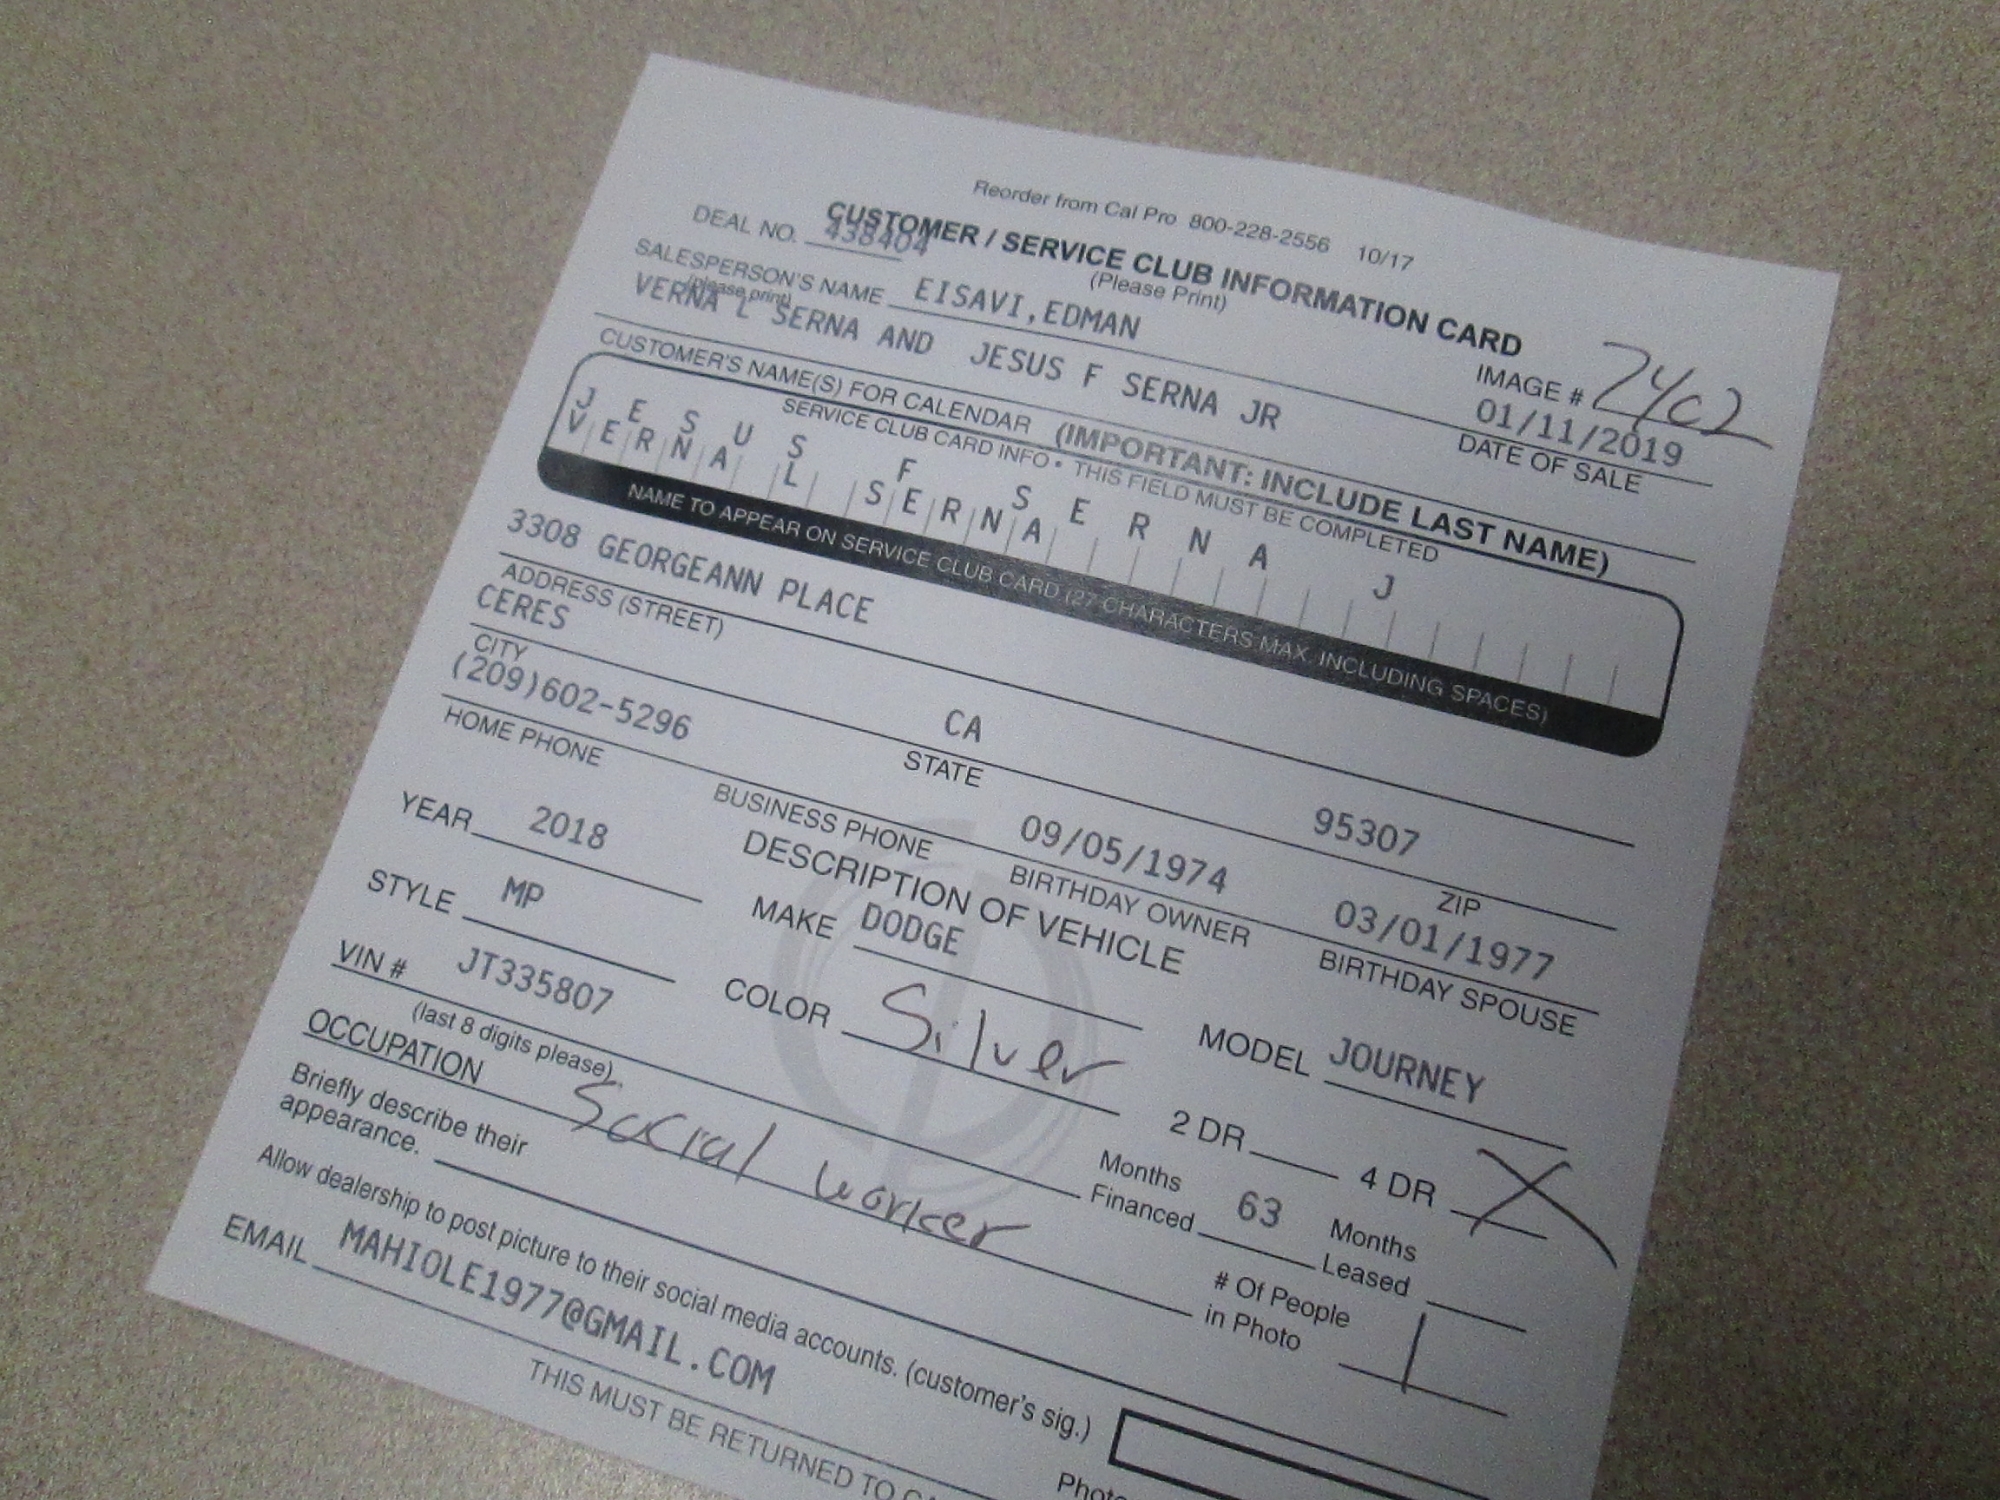 Reorder from Cal Pro 800-228-2556 10/17
CUSTOMER / SERVICE CLUB INFORMATION CARD
(Please Print)
DEAL NO. 438404
IMAGE #
SALESPERSON'S NAME EISAVI,EDMAN
(please print)
01/11/2019
DATE OF SALE
VERNA L SERNA AND JESUS F SERNA JR
CUSTOMER'S NAME(S) FOR CALENDAR (IMPORTANT: INCLUDE LAST NAME)
SERVICE CLUB CARD INFO • THIS FIELD MUST BE COMPLETED
JESUS F SERNA J
VERNA L SERNA
NAME TO APPEAR ON SERVICE CLUB CARD (27 CHARACTERS MAX. INCLUDING SPACES)
3308 GEORGEANN PLACE
ADDRESS (STREET)
CERES CA 95307
CITY STATE ZIP
(209)602-5296 09/05/1974 03/01/1977
HOME PHONE BUSINESS PHONE BIRTHDAY OWNER BIRTHDAY SPOUSE
DESCRIPTION OF VEHICLE
YEAR 2018 MAKE DODGE MODEL JOURNEY
STYLE MP COLOR Silver 2 DR 4 DR X
VIN # JT335807 Months Financed 63 Months Leased
(last 8 digits please)
OCCUPATION Social worker # Of People in Photo 1
Briefly describe their
appearance.
Allow dealership to post picture to their social media accounts. (customer's sig.)
EMAIL MAHIOLE1977@GMAIL.COM
THIS MUST BE RETURNED TO